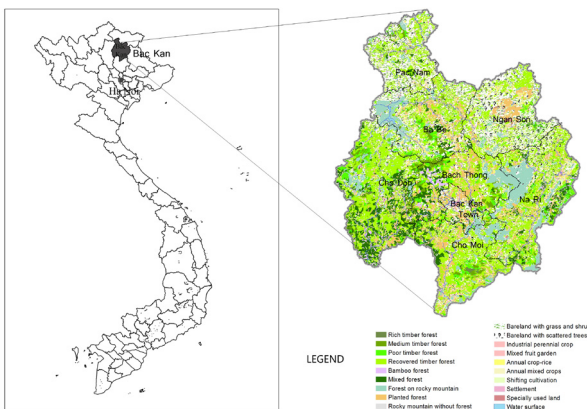 Bac Kan
Ha Noi
Pac Nam
Ngan Son
Ba Be
Bach Thong
Cho Don
Na Ri
Bac Kan
Town
Cho Moi
LEGEND
Rich timber forest
Medium timber forest
Poor timber forest
Recovered timber forest
Bamboo forest
Mixed forest
Forest on rocky mountain
Planted forest
Rocky mountain without forest
Bareland with grass and shru
Bareland with scattered trees
Industrial perennial crop
Mixed fruit garden
Annual crop-rice
Annual mixed crops
Shifting cultivation
Settlement
Specially used land
Water surface